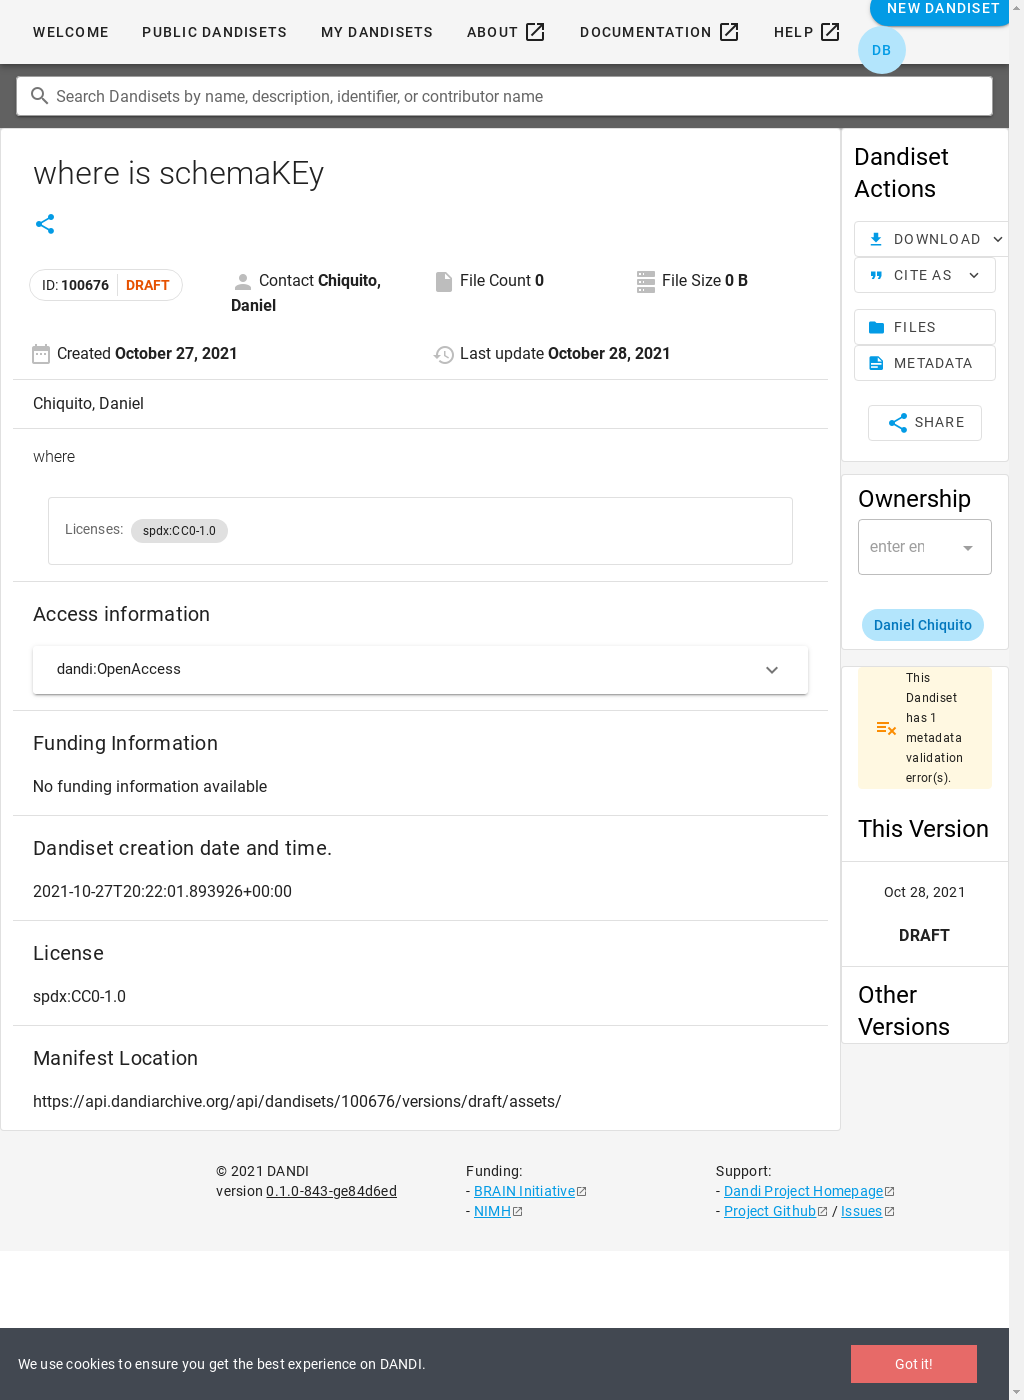 WELCOME PUBLIC DANDISETS MY DANDISETS ABOUT DOCUMENTATION HELP NEW DANDISET
DB
Search Dandisets by name, description, identifier, or contributor name
where is schemaKEy
ID: 100676 DRAFT
Contact Chiquito, Daniel
File Count 0
File Size 0 B
Created October 27, 2021
Last update October 28, 2021
Chiquito, Daniel
where
Licenses: spdx:CC0-1.0
Access information
dandi:OpenAccess
Funding Information
No funding information available
Dandiset creation date and time.
2021-10-27T20:22:01.893926+00:00
License
spdx:CC0-1.0
Manifest Location
https://api.dandiarchive.org/api/dandisets/100676/versions/draft/assets/
Dandiset
Actions
DOWNLOAD
CITE AS
FILES
METADATA
SHARE
Ownership
enter en
Daniel Chiquito
This
Dandiset
has 1
metadata
validation
error(s).
This Version
Oct 28, 2021
DRAFT
Other
Versions
© 2021 DANDI
version 0.1.0-843-ge84d6ed
Funding:
- BRAIN Initiative
- NIMH
Support:
- Dandi Project Homepage
- Project Github / Issues
We use cookies to ensure you get the best experience on DANDI.
Got it!